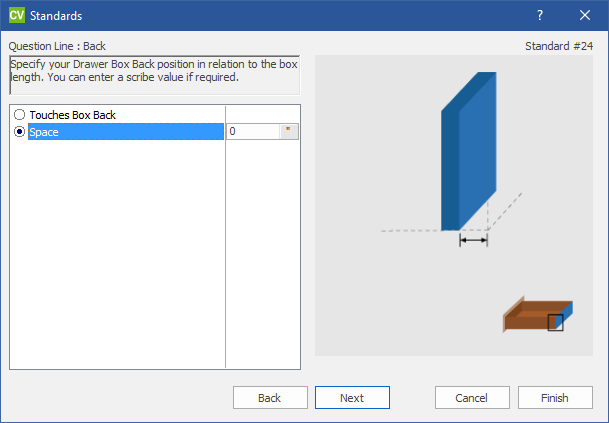 CV Standards ?
Question Line : Back Standard #24
Specify your Drawer Box Back position in relation to the box
length. You can enter a scribe value if required.
Touches Box Back
Space 0 "
Back Next Cancel Finish